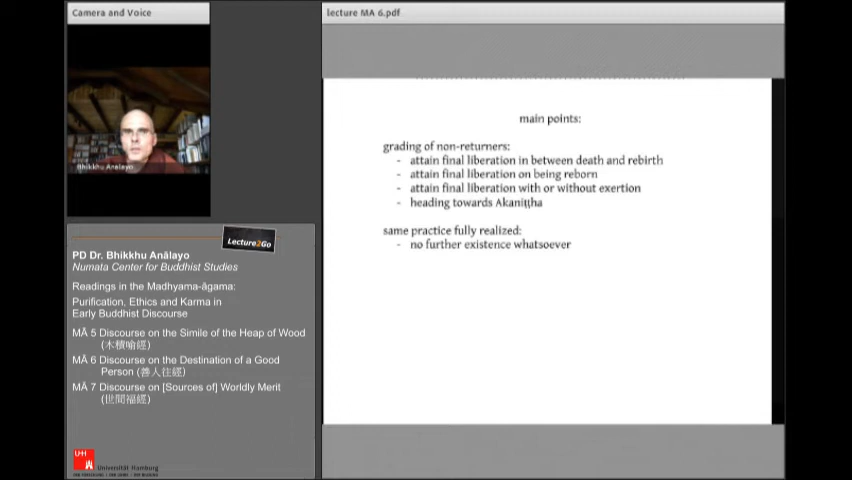 Camera and Voice
Bhikkhu Anālayo
Lecture2Go
PD Dr. Bhikkhu Anālayo
Numata Center for Buddhist Studies
Readings in the Madhyama-āgama:
Purification, Ethics and Karma in
Early Buddhist Discourse
MĀ 5 Discourse on the Simile of the Heap of Wood
(木積喻經)
MĀ 6 Discourse on the Destination of a Good
Person (善人往經)
MĀ 7 Discourse on [Sources of] Worldly Merit
(世間福經)
UH
Universität Hamburg
lecture MA 6.pdf
main points:
grading of non-returners:
- attain final liberation in between death and rebirth
- attain final liberation on being reborn
- attain final liberation with or without exertion
- heading towards Akaniṭṭha
same practice fully realized:
- no further existence whatsoever